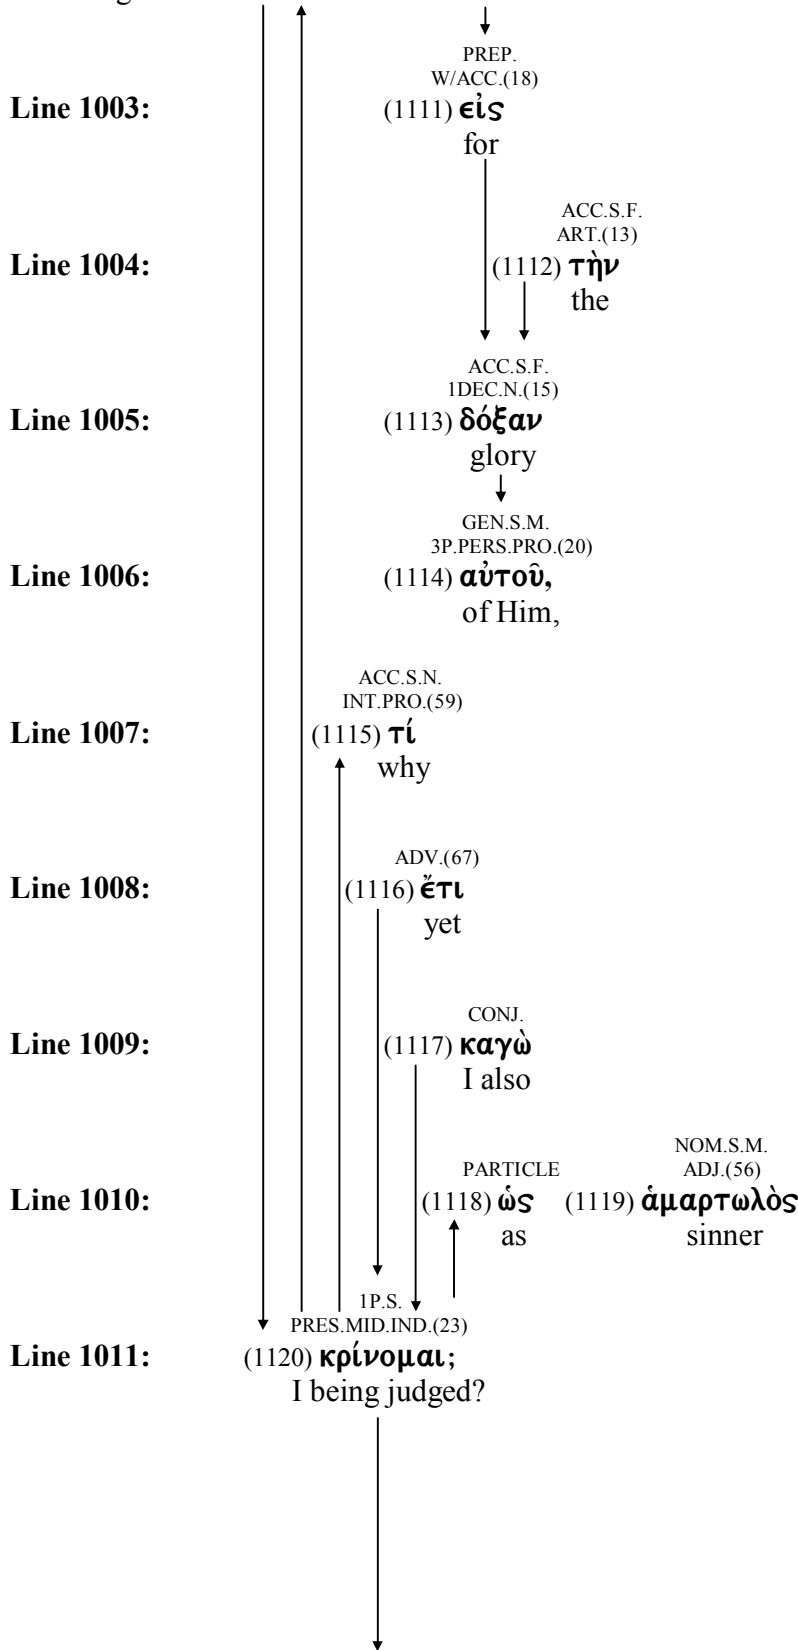 PREP.
W/ACC.(18)
Line 1003: (1111) εἰς
for
ACC.S.F.
ART.(13)
Line 1004: (1112) τὴν
the
ACC.S.F.
1DEC.N.(15)
Line 1005: (1113) δόξαν
glory
GEN.S.M.
3P.PERS.PRO.(20)
Line 1006: (1114) αὐτοῦ,
of Him,
ACC.S.N.
INT.PRO.(59)
Line 1007: (1115) τί
why
ADV.(67)
Line 1008: (1116) ἔτι
yet
CONJ.
Line 1009: (1117) καγὼ
I also
NOM.S.M.
PARTICLE ADJ.(56)
Line 1010: (1118) ὡς (1119) ἁμαρτωλὸς
as sinner
1P.S.
PRES.MID.IND.(23)
Line 1011: (1120) κρίνομαι;
I being judged?